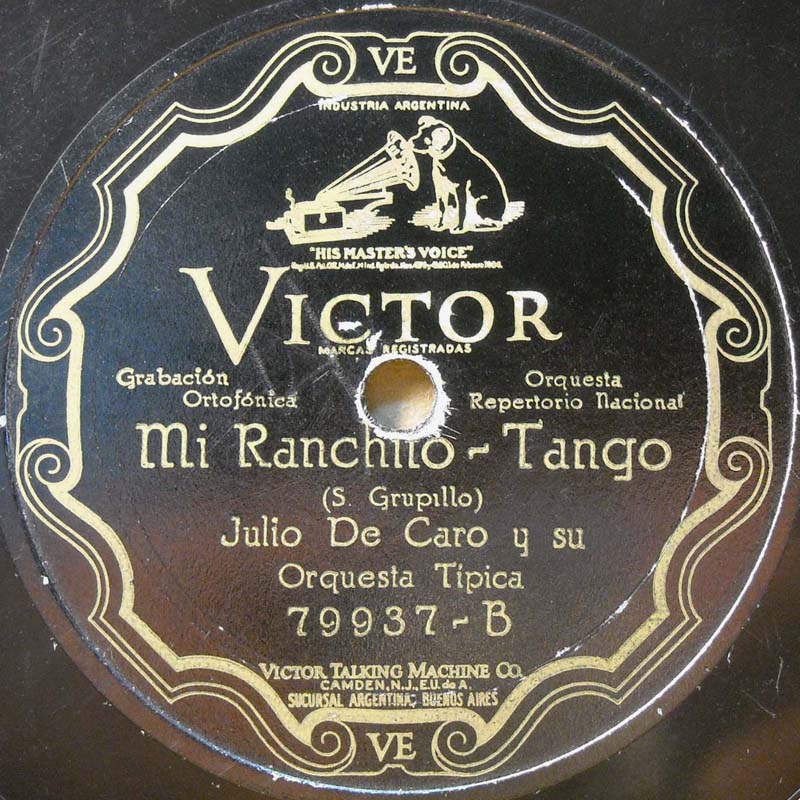 VE
INDUSTRIA ARGENTINA
"HIS MASTER'S VOICE"
VICTOR
MARCAS REGISTRADAS
Grabación Orquesta
Ortofónica Repertorio Nacional
Mi Ranchito - Tango
(S. Grupillo)
Julio De Caro y su
Orquesta Típica
79937-B
VICTOR TALKING MACHINE CO.
CAMDEN, N.J., E.U. de A.
SUCURSAL ARGENTINA; BUENOS AIRES
VE